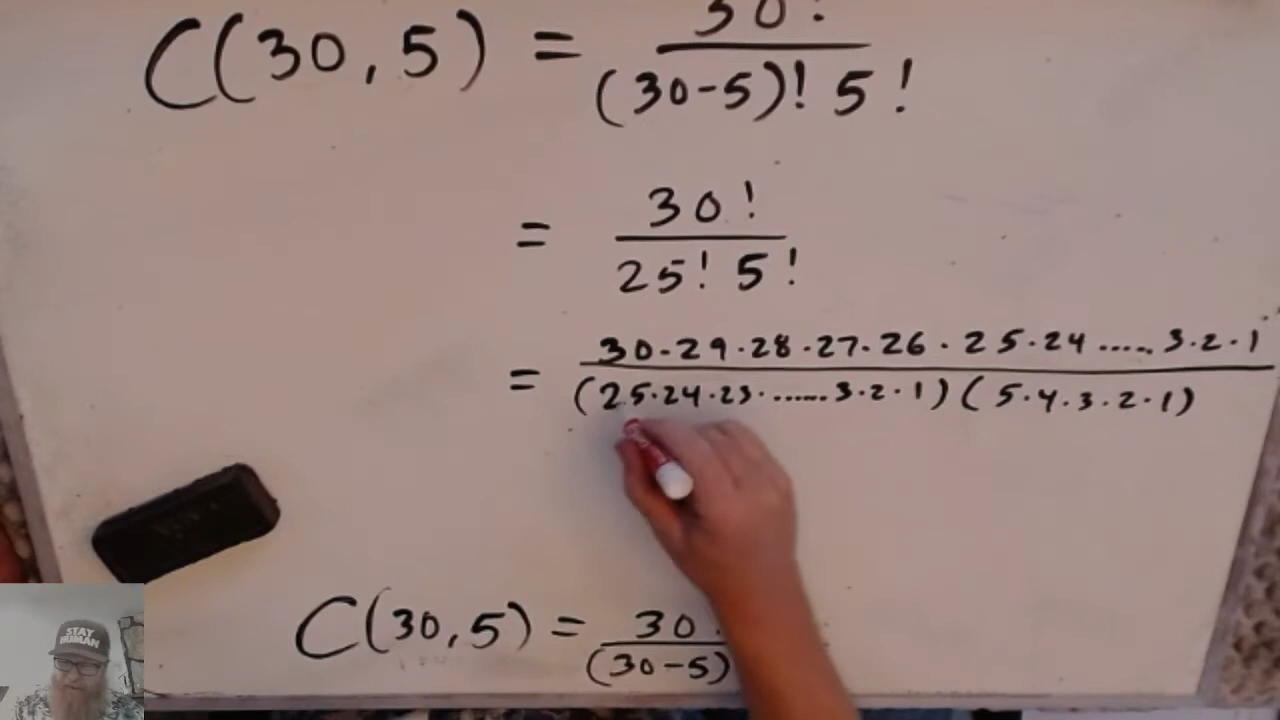 C(30,5) = 30! / (30-5)! 5!
= 30! / 25! 5!
= 30·29·28·27·26·25·24.....3·2·1 / (25·24·23·......3·2·1)(5·4·3·2·1)
C(30,5) = 30 / (30-5)
STAY HUMAN